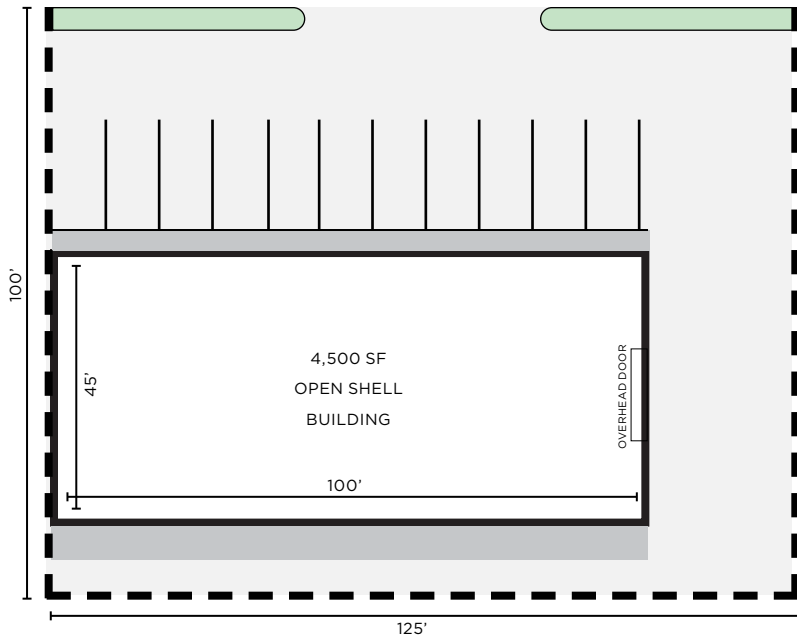 100’
45’
4,500 SF
OPEN SHELL
BUILDING
OVERHEAD DOOR
100’
125’